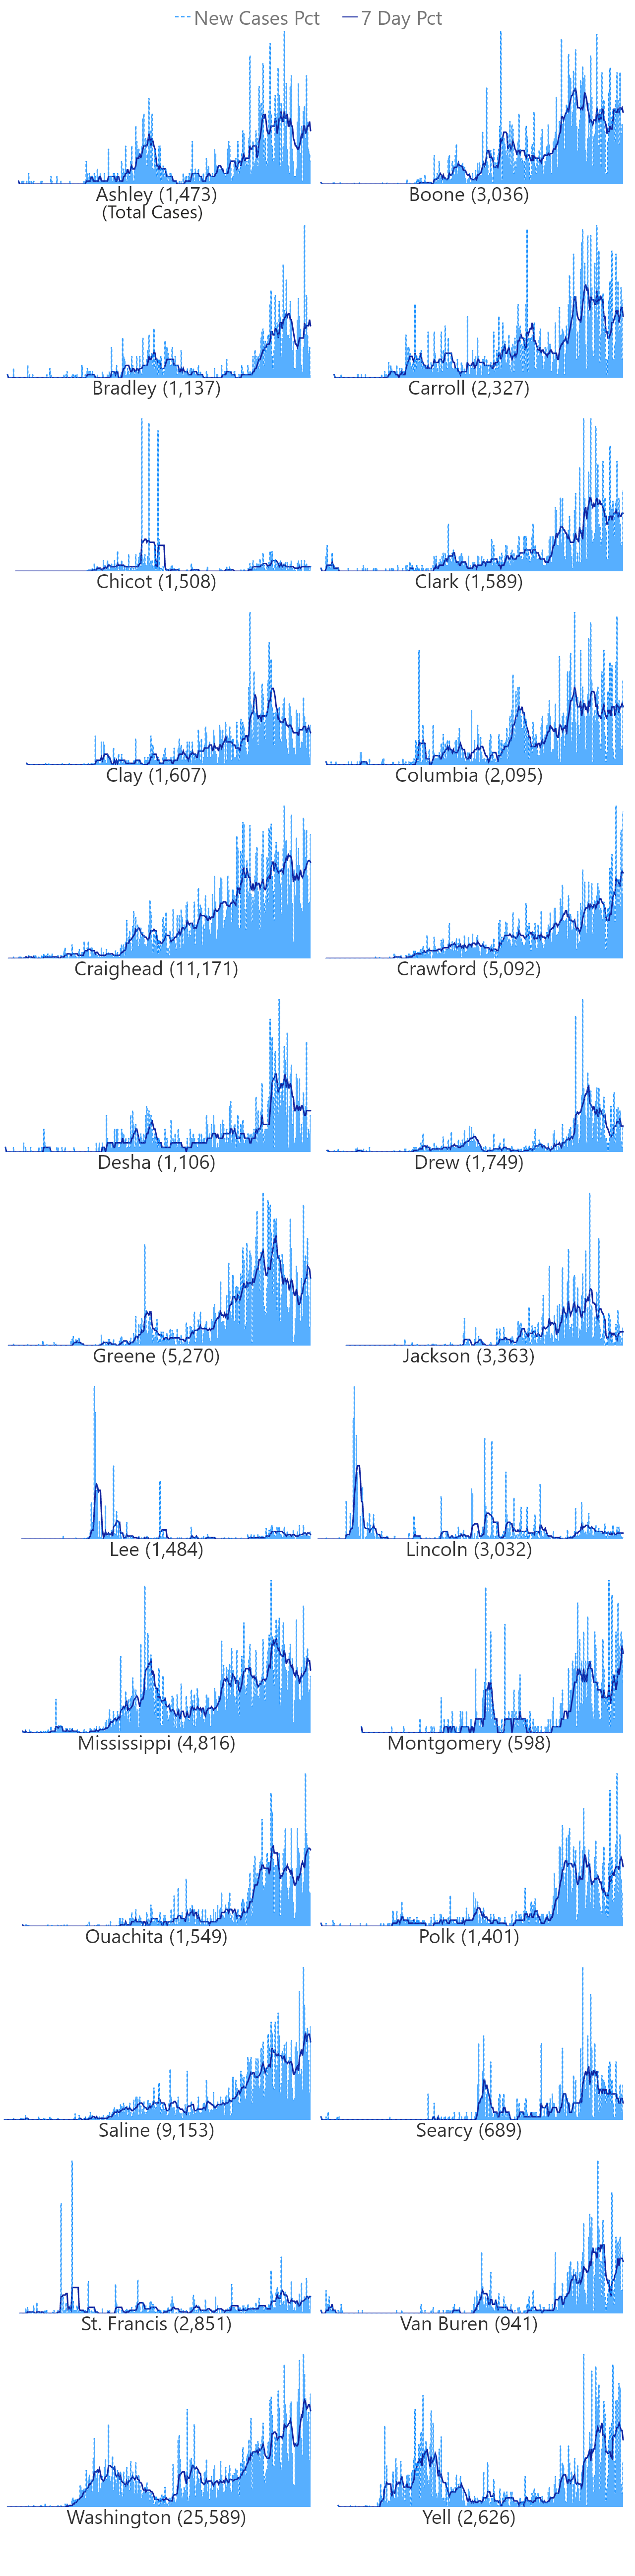 New Cases Pct 7 Day Pct
Ashley (1,473) Boone (3,036)
(Total Cases)
Bradley (1,137) Carroll (2,327)
Chicot (1,508) Clark (1,589)
Clay (1,607) Columbia (2,095)
Craighead (11,171) Crawford (5,092)
Desha (1,106) Drew (1,749)
Greene (5,270) Jackson (3,363)
Lee (1,484) Lincoln (3,032)
Mississippi (4,816) Montgomery (598)
Ouachita (1,549) Polk (1,401)
Saline (9,153) Searcy (689)
St. Francis (2,851) Van Buren (941)
Washington (25,589) Yell (2,626)